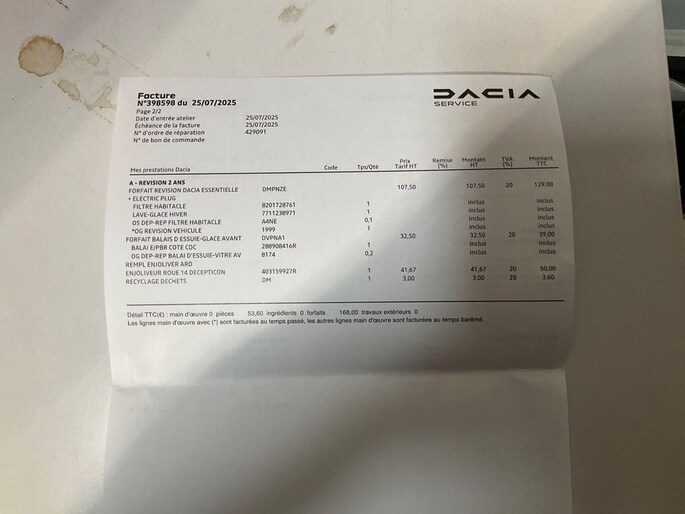 Facture
N°398598 du 25/07/2025
Page 2/2
Date d'entrée atelier 25/07/2025
Échéance de la facture 25/07/2025
N° d'ordre de réparation 429091
N° de bon de commande
DACIA
SERVICE
Mes prestations Dacia Code Tps/Qté Prix Tarif HT Remise (%) Montant HT TVA (%) Montant TTC
A - REVISION 2 ANS
FORFAIT REVISION DACIA ESSENTIELLE DMPNZE 107,50 107,50 20 129,00
+ ELECTRIC PLUG
FILTRE HABITACLE 8201728761 1 inclus inclus
LAVE-GLACE HIVER 7711238971 1 inclus inclus
OS DEP-REP FILTRE HABITACLE A4NE 0,1 inclus inclus
*OG REVISION VEHICULE 1999 1 inclus inclus
FORFAIT BALAIS D ESSUIE-GLACE AVANT OVPNA1 32,50 32,50 20 39,00
BALAI E/PBR COTE CDC 288908416R 1 inclus inclus
OG DEP-REP BALAI D'ESSUIE-VITRE AV 8174 0,2 inclus inclus
REMPL ENJOLIVER ARD
ENJOLIVEUR ROUE 14 DECEPTICON 403159927R 1 41,67 41,67 20 50,00
RECYCLAGE DECHETS DM 1 3,00 3,00 20 3,60
Détail TTC(€) : main d'œuvre 0 pièces 53,60 ingrédients 0 forfaits 168,00 travaux extérieurs 0
Les lignes main d'œuvre avec (*) sont facturées au temps passé, les autres lignes main d'œuvre sont facturées au temps barêmé.